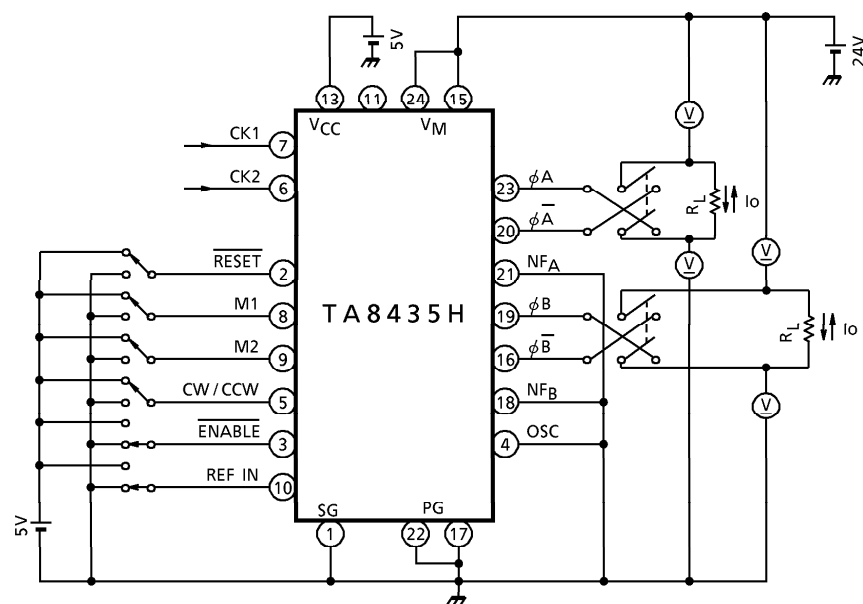 5V
24V
13
11
24
15
VCC
VM
CK1
7
CK2
6
RESET
2
M1
8
M2
9
CW / CCW
5
ENABLE
3
REF IN
10
TA8435H
23
φA
20
φA̅
21
NFA
19
φB
16
φB̅
18
NFB
4
OSC
V
RL
Io
V
V
RL
Io
V
SG
PG
1
22
17
5V